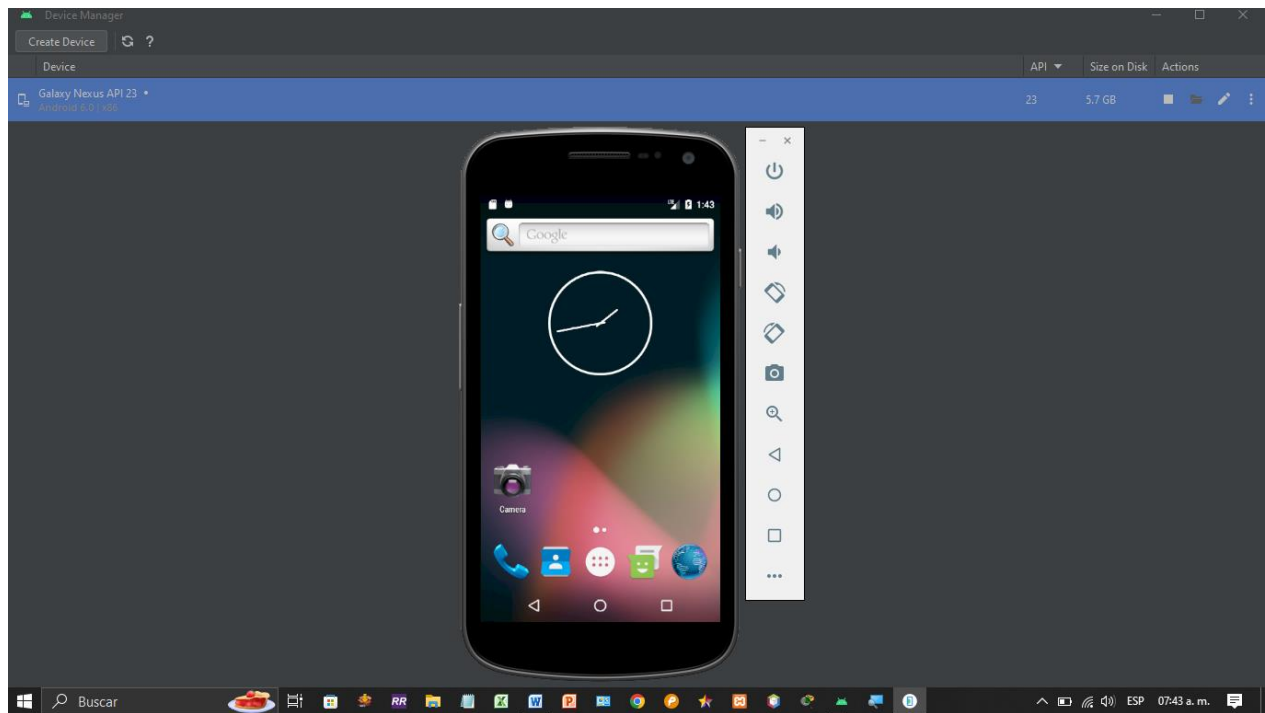 Device Manager
Create Device
?
Device
API
Size on Disk
Actions
Galaxy Nexus API 23
Android 6.0 | x86
23
5.7 GB
1:43
Google
Camera
Buscar
RR
ESP
07:43 a. m.